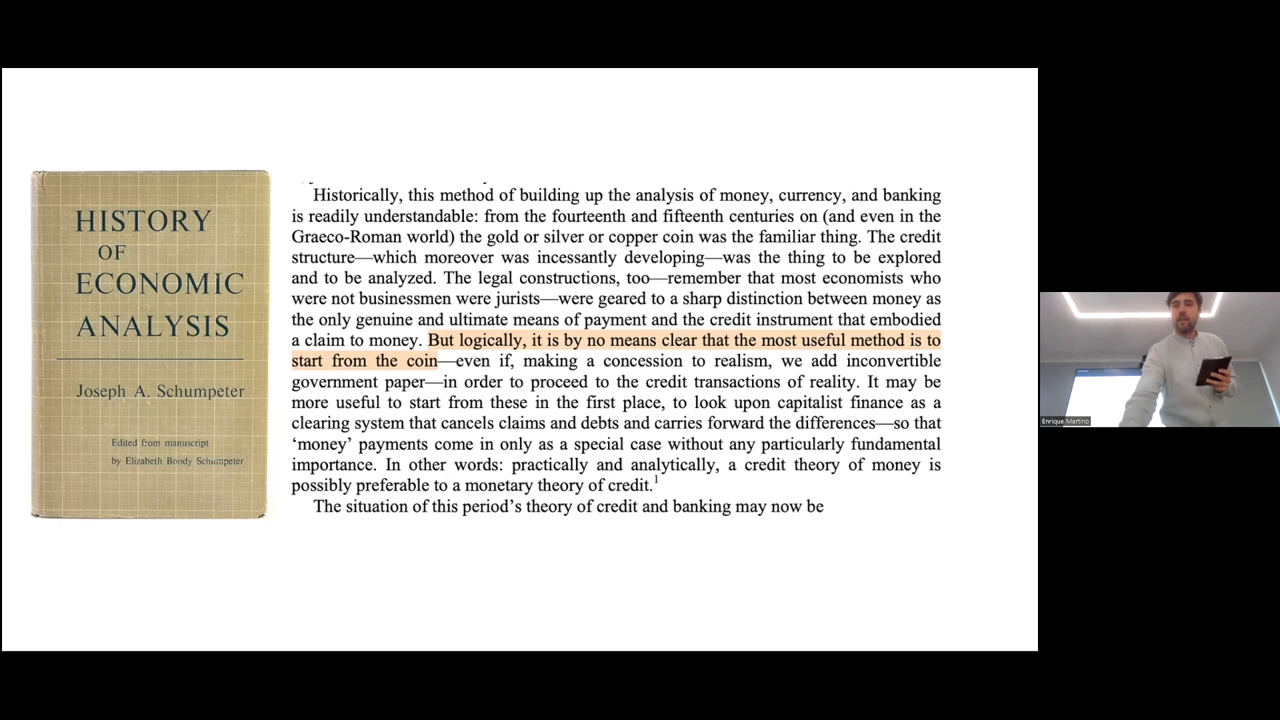 HISTORY
OF
ECONOMIC
ANALYSIS
Joseph A. Schumpeter
Edited from manuscript
by Elizabeth Boody Schumpeter
Historically, this method of building up the analysis of money, currency, and banking
is readily understandable: from the fourteenth and fifteenth centuries on (and even in the
Graeco-Roman world) the gold or silver or copper coin was the familiar thing. The credit
structure—which moreover was incessantly developing—was the thing to be explored
and to be analyzed. The legal constructions, too—remember that most economists who
were not businessmen were jurists—were geared to a sharp distinction between money as
the only genuine and ultimate means of payment and the credit instrument that embodied
a claim to money. But logically, it is by no means clear that the most useful method is to
start from the coin—even if, making a concession to realism, we add inconvertible
government paper—in order to proceed to the credit transactions of reality. It may be
more useful to start from these in the first place, to look upon capitalist finance as a
clearing system that cancels claims and debts and carries forward the differences—so that
‘money’ payments come in only as a special case without any particularly fundamental
importance. In other words: practically and analytically, a credit theory of money is
possibly preferable to a monetary theory of credit.1
The situation of this period’s theory of credit and banking may now be
Enrique Martino